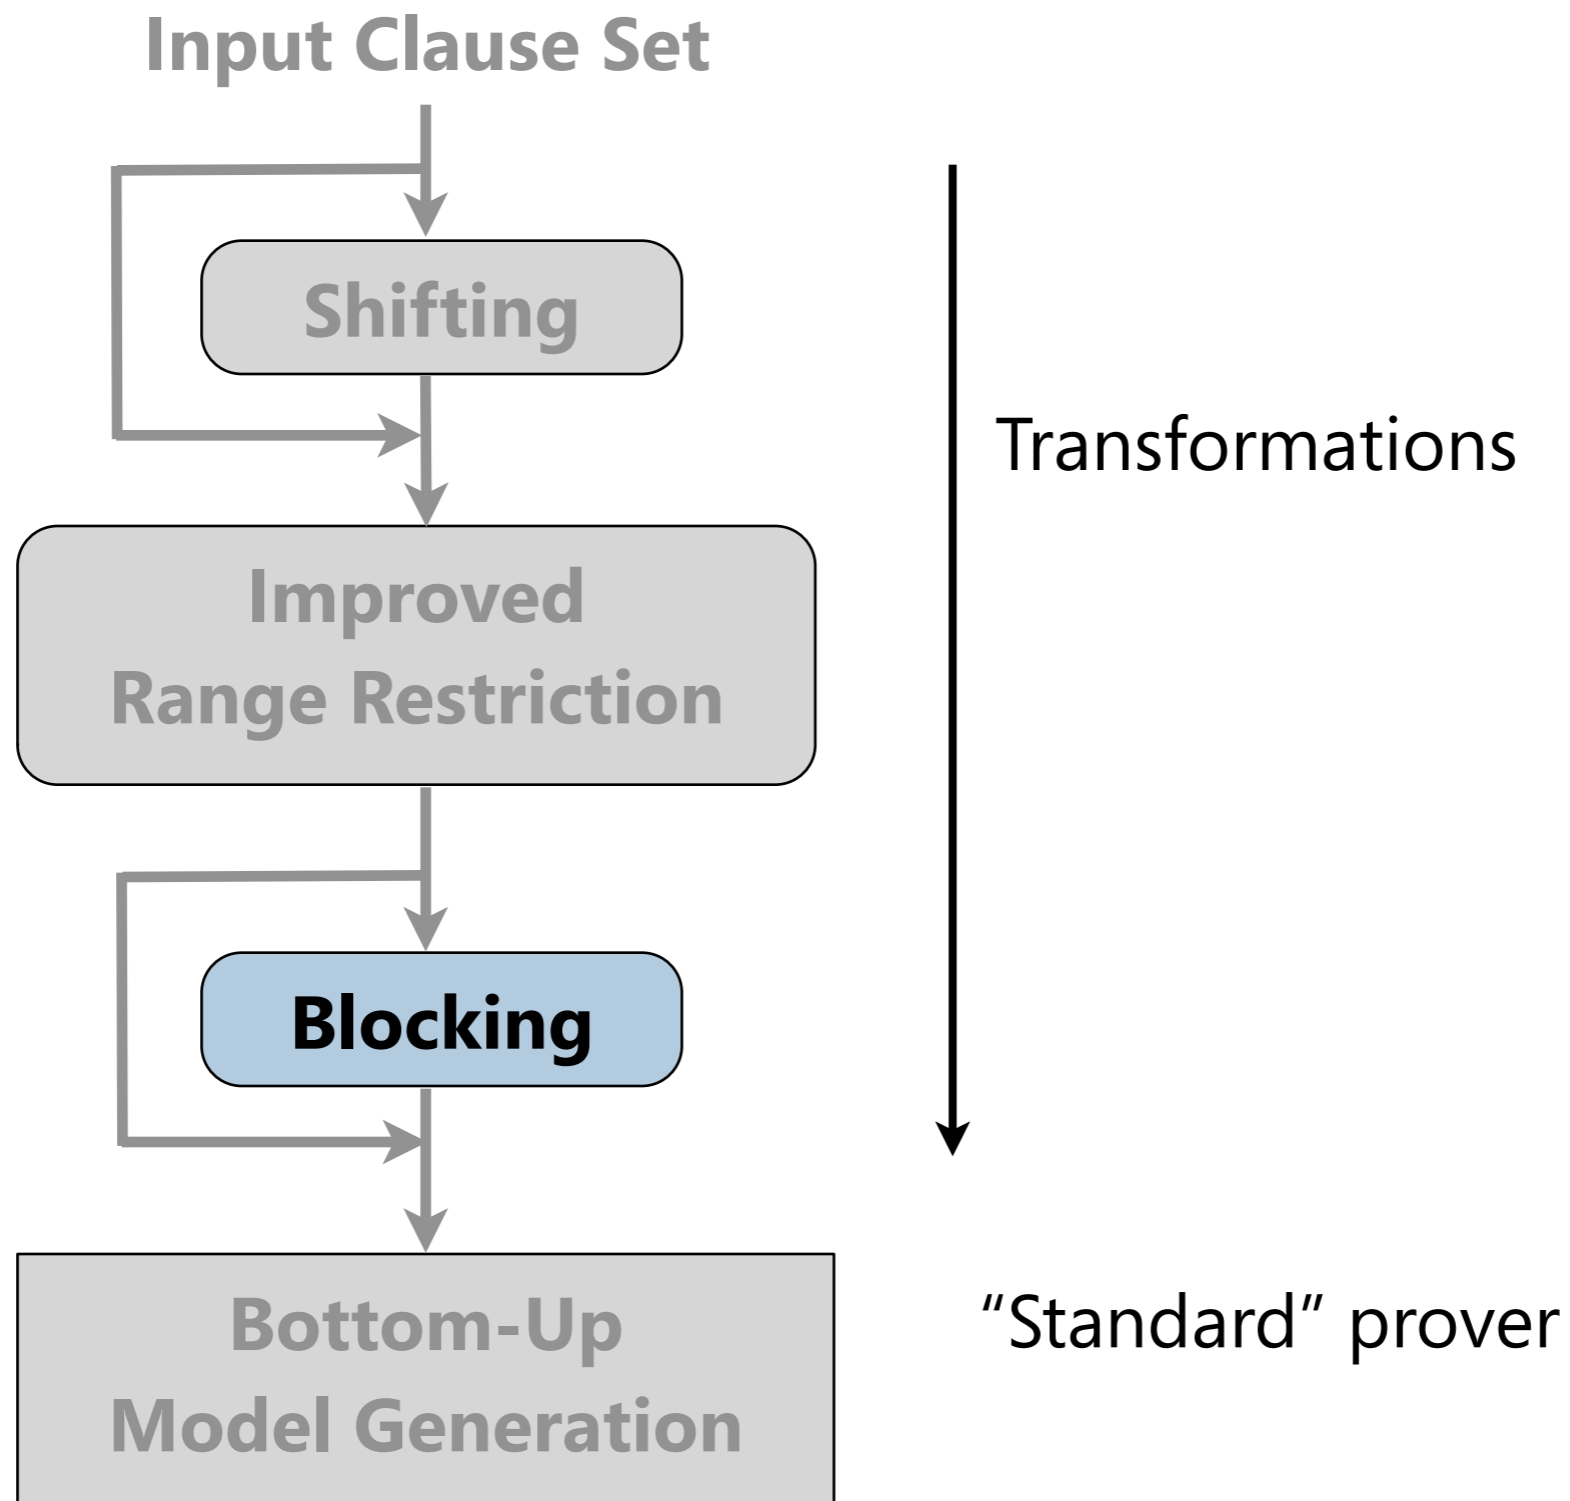 Input Clause Set
Shifting
Transformations
Improved
Range Restriction
Blocking
Bottom-Up
“Standard” prover
Model Generation